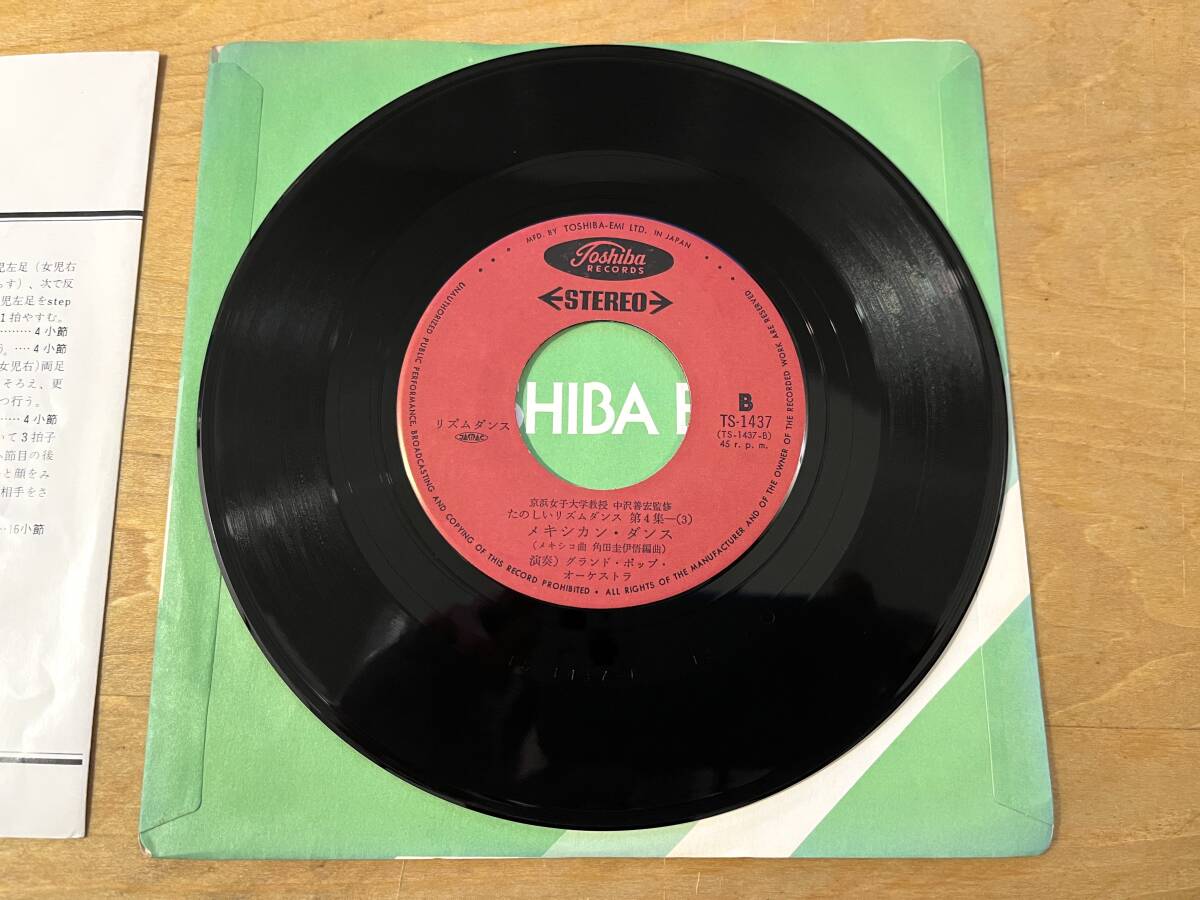 児左足(女児右
らす)、次で反
児左足をstep
1拍やすむ。
………4小節
う。‥‥4小節
女児右)両足
そろえ、更
つ行う。
‥‥4小節
いて3拍子
小節目の後
と顔をみ
相手をさ
‥16小節
MFD. BY TOSHIBA-EMI LTD. IN JAPAN
Toshiba
RECORDS
STEREO
HIBA E
リズムダンス
JASRAC
B
TS-1437
(TS-1437-B)
45 r.p.m.
京浜女子大学教授 中沢善宏監修
たのしいリズムダンス 第4集―(3)
メキシカン・ダンス
(メキシコ曲 角田圭伊悟編曲)
演奏) グランド・ポップ・
オーケストラ
UNAUTHORIZED PUBLIC PERFORMANCE, BROADCASTING AND COPYING OF THIS RECORD PROHIBITED • ALL RIGHTS OF THE MANUFACTURER AND OF THE OWNER OF THE RECORDED WORK ARE RESERVED